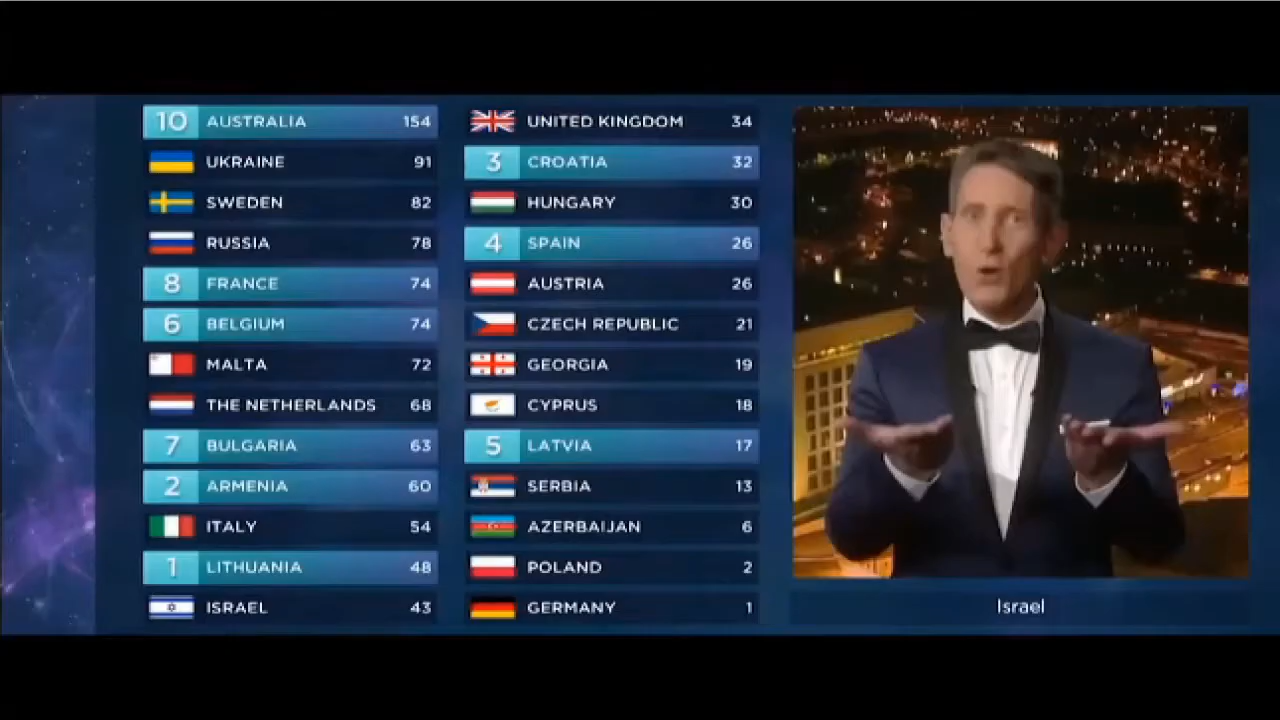 10 AUSTRALIA 154
UKRAINE 91
SWEDEN 82
RUSSIA 78
8 FRANCE 74
6 BELGIUM 74
MALTA 72
THE NETHERLANDS 68
7 BULGARIA 63
2 ARMENIA 60
ITALY 54
1 LITHUANIA 48
ISRAEL 43
UNITED KINGDOM 34
3 CROATIA 32
HUNGARY 30
4 SPAIN 26
AUSTRIA 26
CZECH REPUBLIC 21
GEORGIA 19
CYPRUS 18
5 LATVIA 17
SERBIA 13
AZERBAIJAN 6
POLAND 2
GERMANY 1
Israel